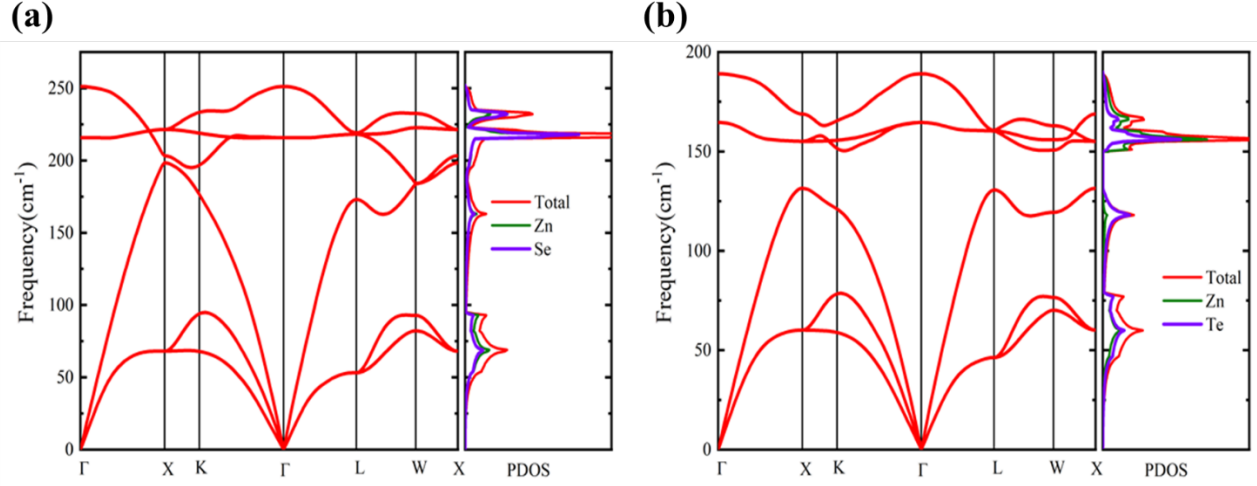 (a)
Frequency(cm⁻¹)
250
200
150
100
50
0
Total
Zn
Se
Γ X K Γ L W X PDOS
(b)
Frequency(cm⁻¹)
200
150
100
50
0
Total
Zn
Te
Γ X K Γ L W X PDOS